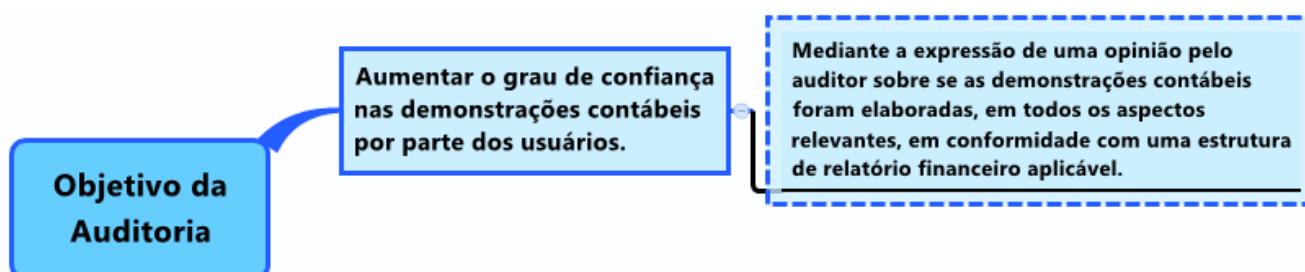 Objetivo da
Auditoria
Aumentar o grau de confiança
nas demonstrações contábeis
por parte dos usuários.
Mediante a expressão de uma opinião pelo
auditor sobre se as demonstrações contábeis
foram elaboradas, em todos os aspectos
relevantes, em conformidade com uma estrutura
de relatório financeiro aplicável.